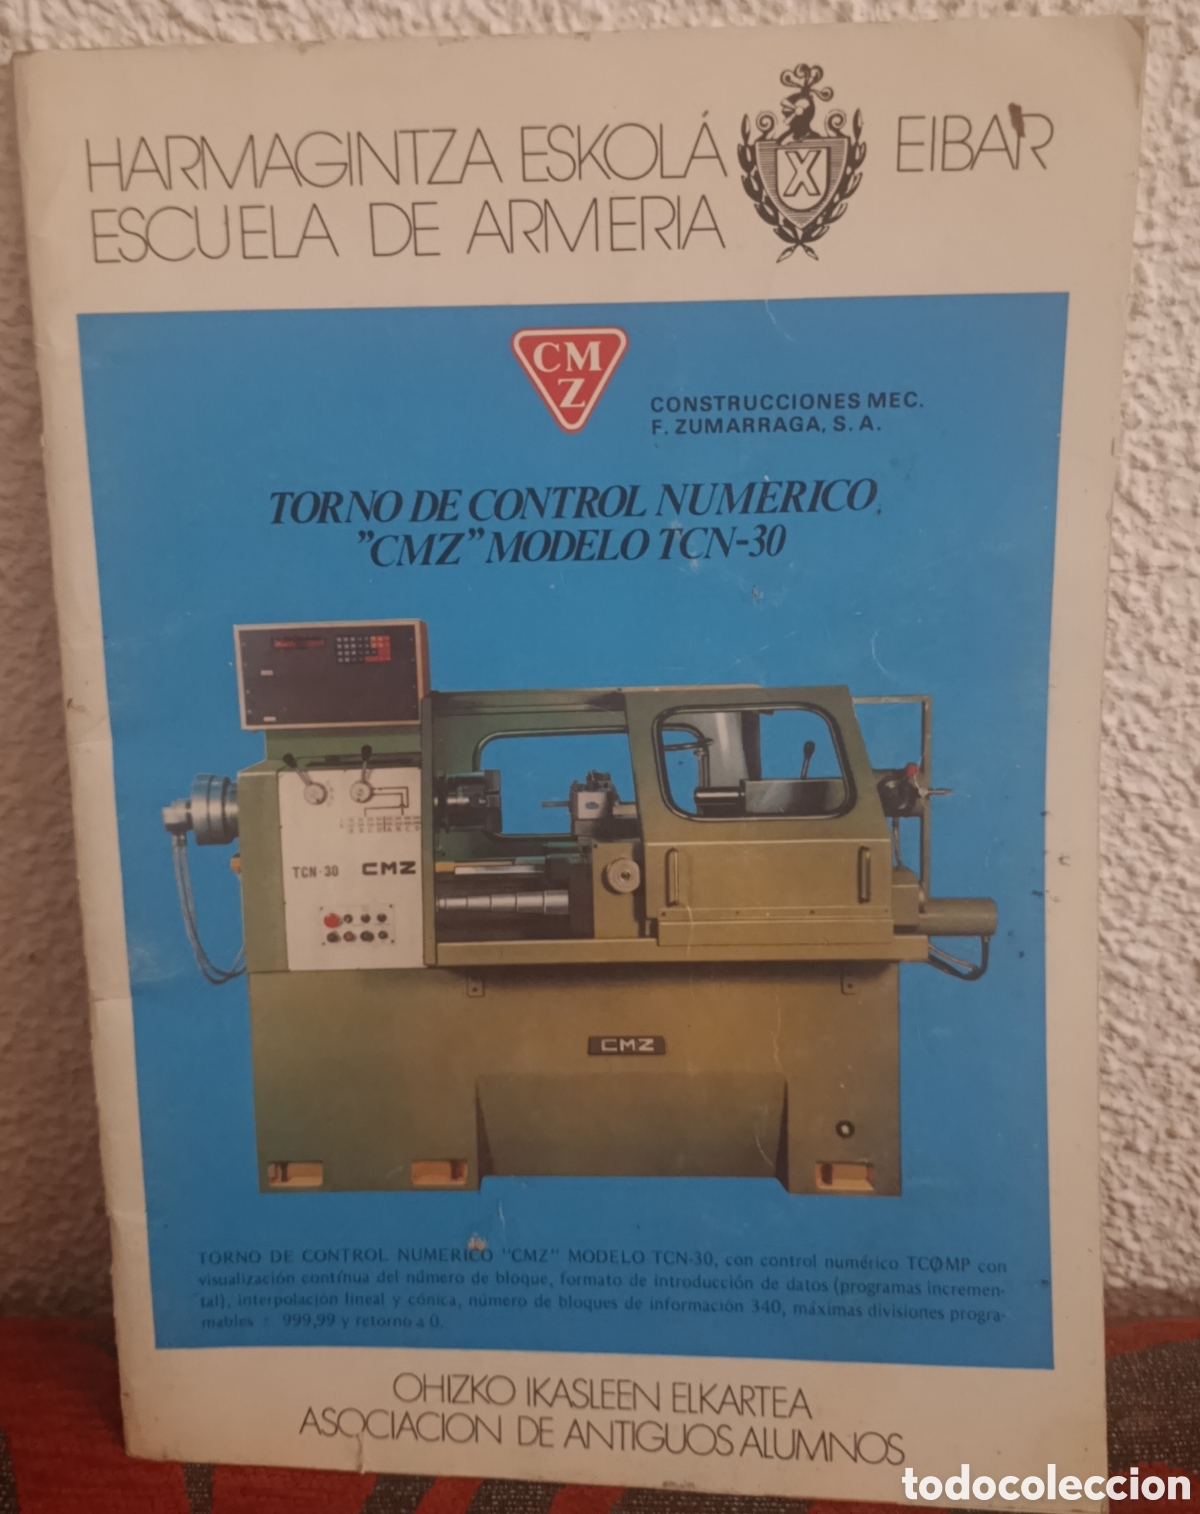 HARMAGINTZA ESKOLÁ
ESCUELA DE ARMERIA
X
EIBAR
CM
Z
CONSTRUCCIONES MEC.
F. ZUMARRAGA, S. A.
TORNO DE CONTROL NUMERICO,
"CMZ" MODELO TCN-30
TCN-30 CMZ
CMZ
TORNO DE CONTROL NUMERICO "CMZ" MODELO TCN-30, con control numérico TCØMP con
visualización contínua del número de bloque, formato de introducción de datos (programas incremen-
tal), interpolación lineal y cónica, número de bloques de información 340, máximas divisiones progra-
mables 999,99 y retorno a 0.
OHIZKO IKASLEEN ELKARTEA
ASOCIACION DE ANTIGUOS ALUMNOS
todocoleccion